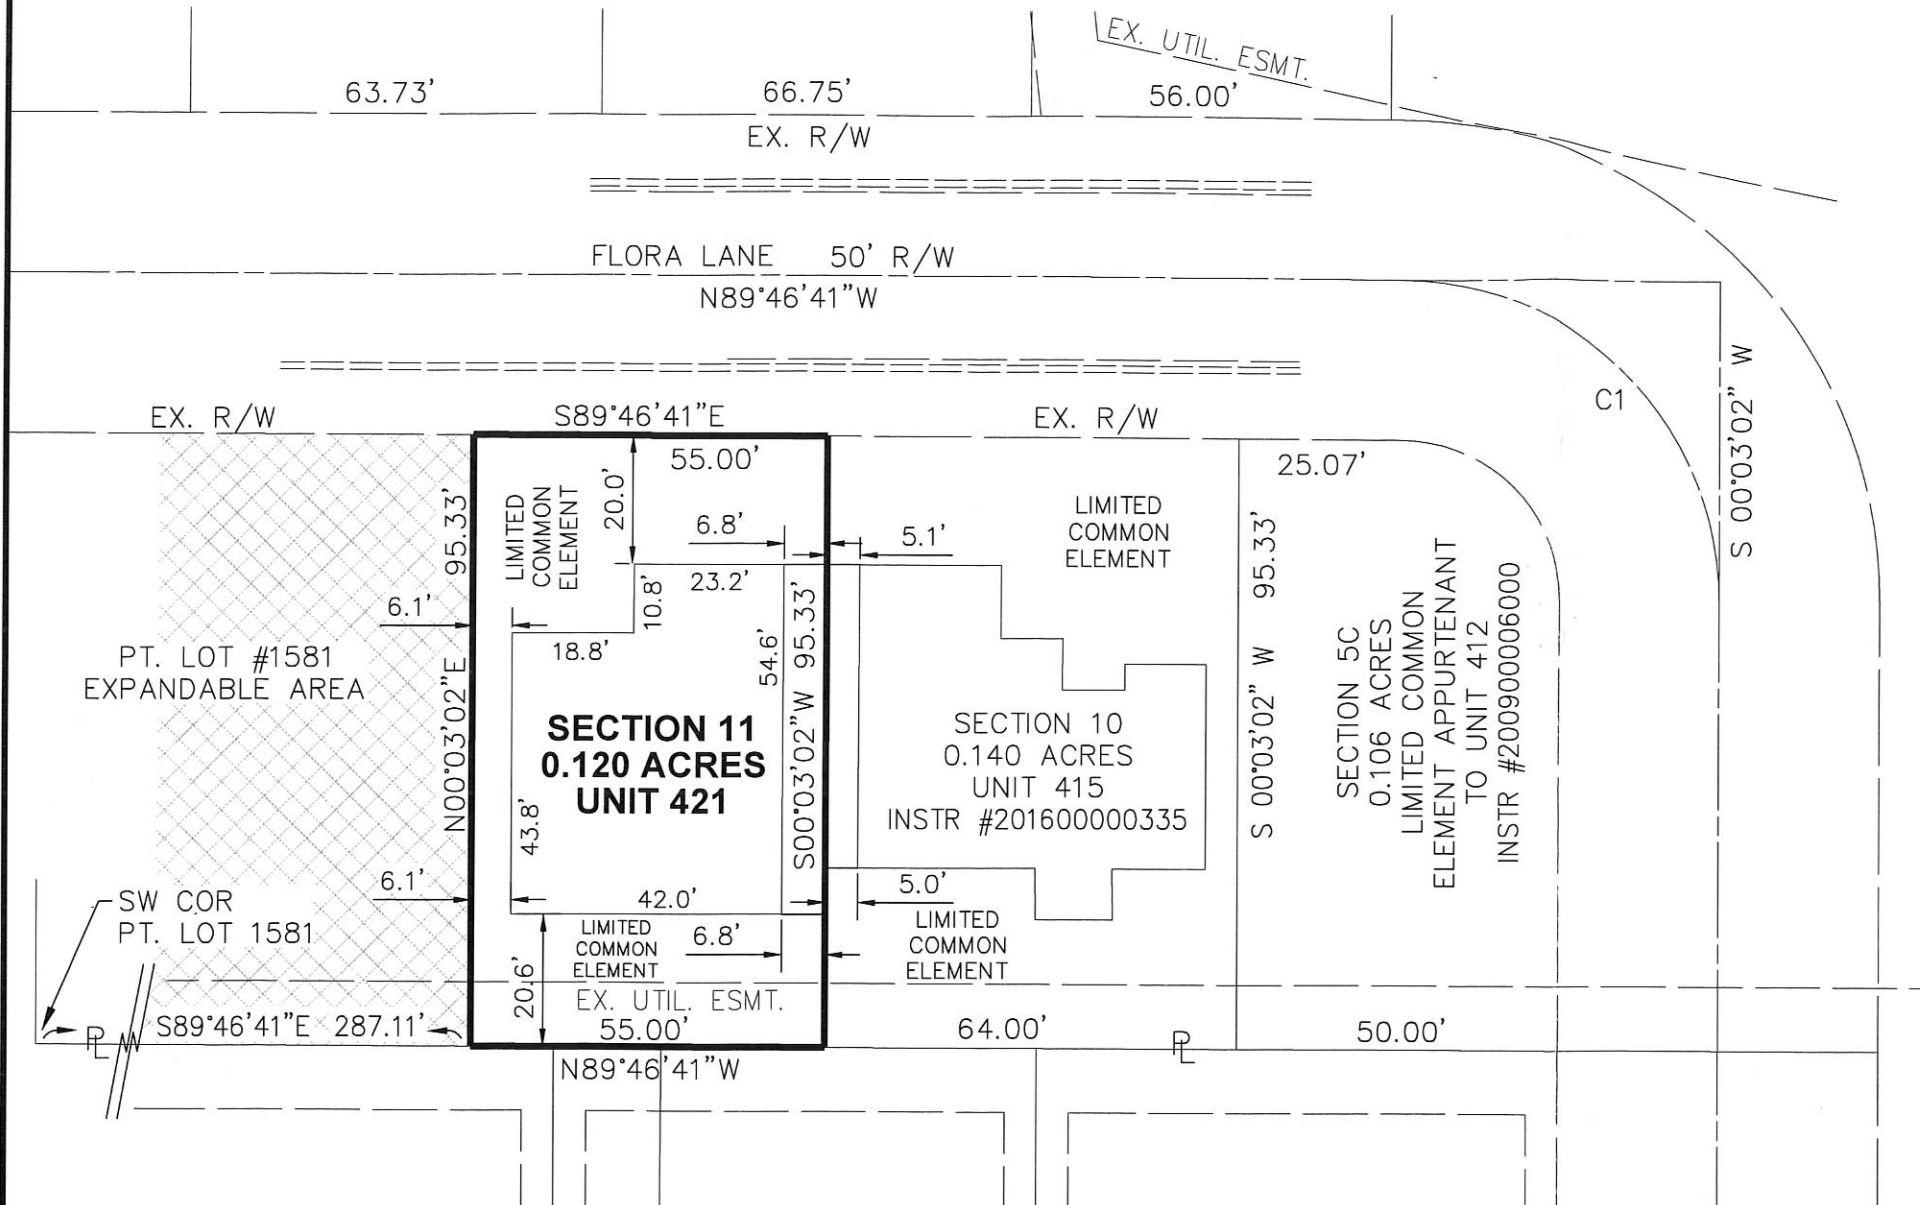 EX. UTIL. ESMT.
63.73'
66.75'
56.00'
EX. R/W
FLORA LANE 50' R/W
N89°46'41"W
S 00°03'02" W
C1
EX. R/W
S89°46'41"E
EX. R/W
55.00'
25.07'
20.0'
LIMITED
COMMON
ELEMENT
95.33'
N00°03'02"E
6.8'
5.1'
LIMITED
COMMON
ELEMENT
S 00°03'02" W 95.33'
23.2'
10.8'
6.1'
18.8'
54.6'
S00°03'02"W 95.33'
PT. LOT #1581
EXPANDABLE AREA
SECTION 11
0.120 ACRES
UNIT 421
SECTION 10
0.140 ACRES
UNIT 415
INSTR #201600000335
SECTION 5C
0.106 ACRES
LIMITED COMMON
ELEMENT APPURTENANT
TO UNIT 412
INSTR #200900006000
43.8'
6.1'
42.0'
5.0'
SW COR
PT. LOT 1581
LIMITED
COMMON
ELEMENT
6.8'
LIMITED
COMMON
ELEMENT
20.6'
EX. UTIL. ESMT.
PL
S89°46'41"E 287.11'
55.00'
64.00'
PL
50.00'
N89°46'41"W